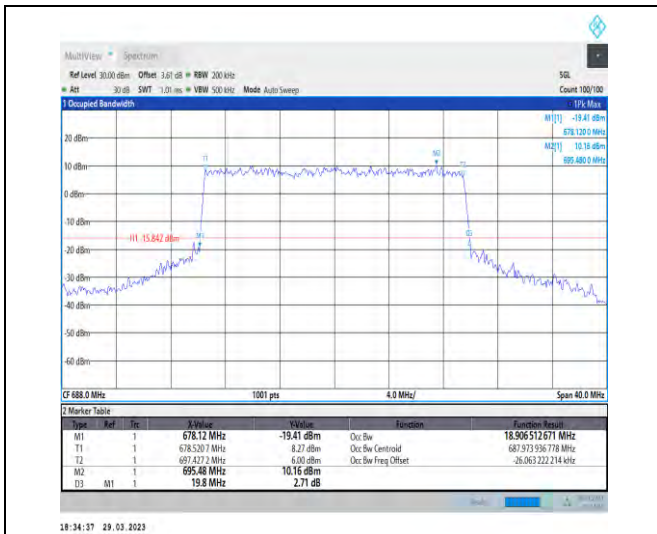 MultiView Spectrum
Ref Level 30.00 dBm Offset 3.61 dB RBW 200 kHz SGL
Att 30 dB SWT 1.01 ms VBW 500 kHz Mode Auto Sweep Count 100/100
1 Occupied Bandwidth 1Pk Max
M1[1] -19.41 dBm
678.120 0 MHz
20 dBm
M2[1] 10.16 dBm
695.480 0 MHz
T1 M2 T2
10 dBm
0 dBm
-10 dBm
H1 15.842 dBm M1 D3
-20 dBm
-30 dBm
-40 dBm
-50 dBm
-60 dBm
CF 688.0 MHz 1001 pts 4.0 MHz/ Span 40.0 MHz
2 Marker Table
Type Ref Trc X-Value Y-Value Function Function Result
M1 1 678.12 MHz -19.41 dBm Occ Bw 18.906 512 671 MHz
T1 1 678.520 7 MHz 8.27 dBm Occ Bw Centroid 687.973 936 778 MHz
T2 1 697.427 2 MHz 6.00 dBm Occ Bw Freq Offset -26.063 222 214 kHz
M2 1 695.48 MHz 10.16 dBm
D3 M1 1 19.8 MHz 2.71 dB
18:34:37 29.03.2023